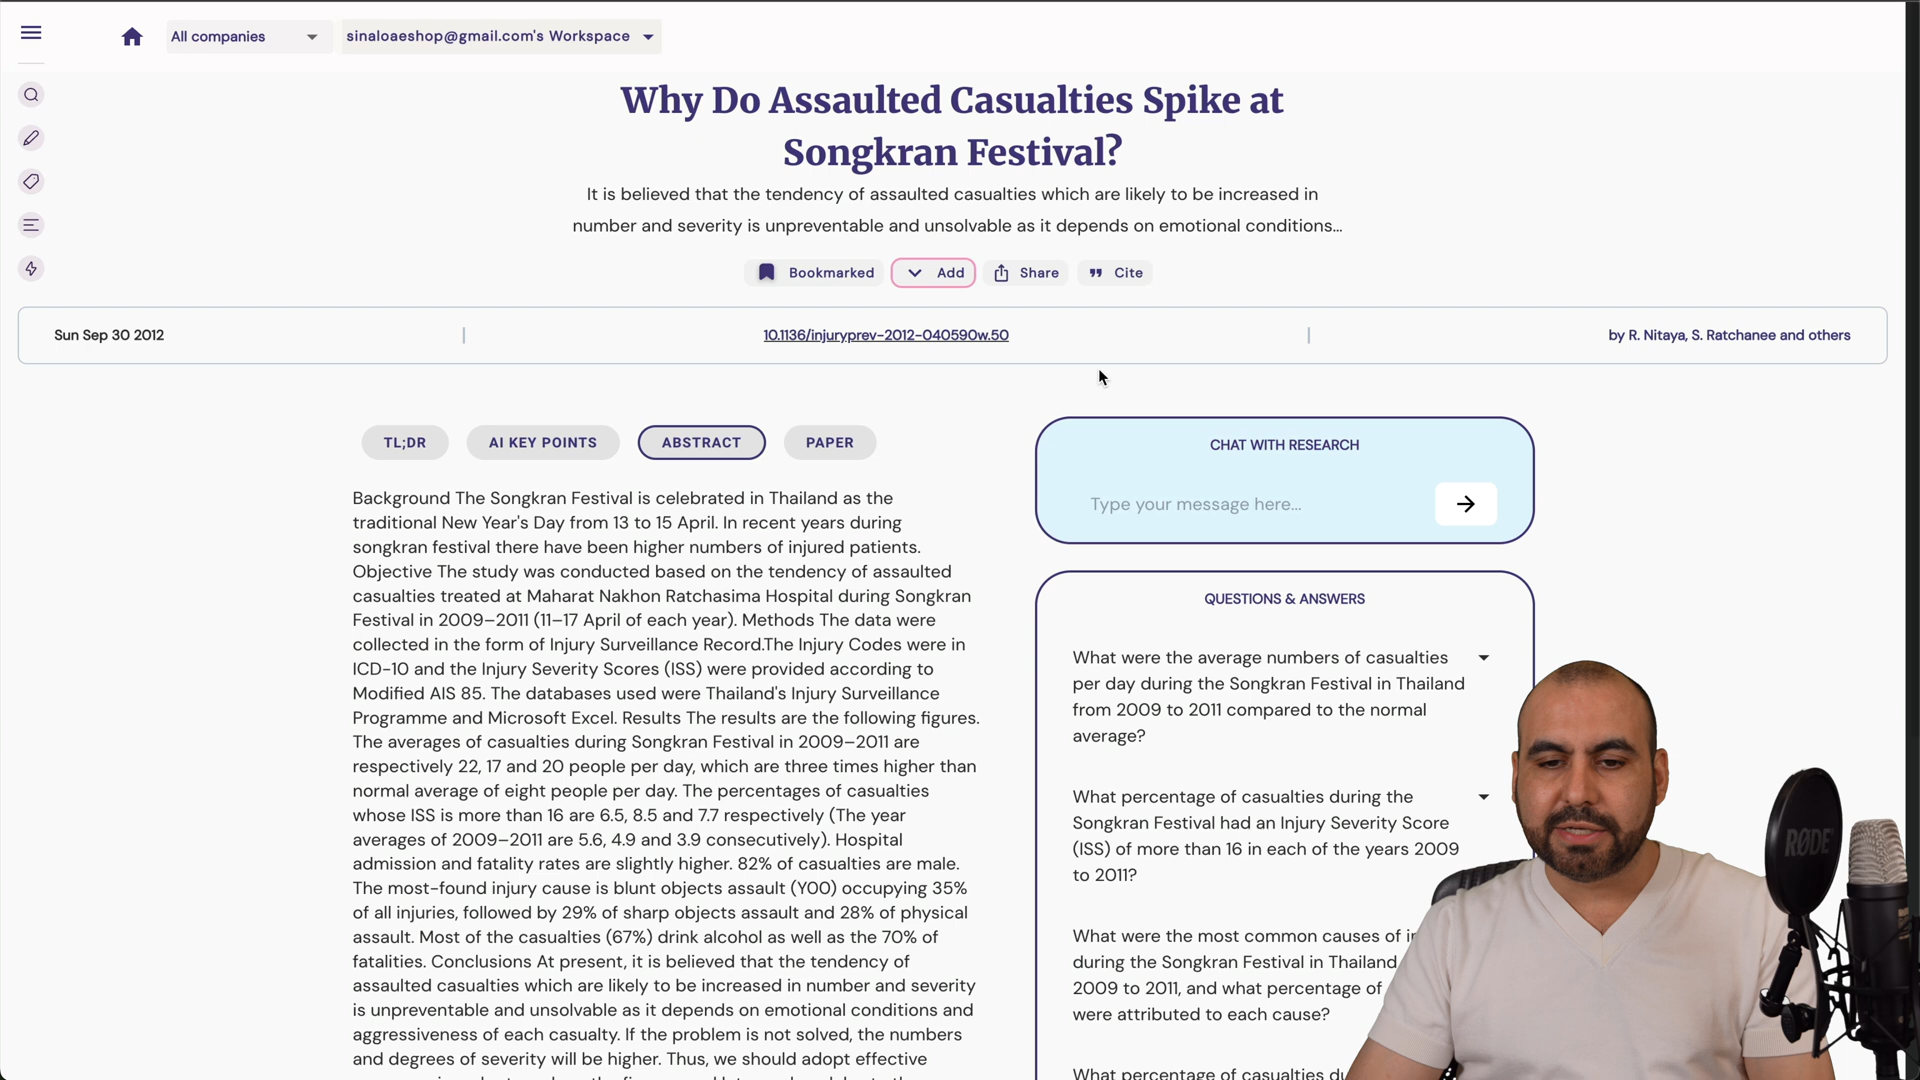 All companies
sinaloaeshop@gmail.com's Workspace
Why Do Assaulted Casualties Spike at
Songkran Festival?
It is believed that the tendency of assaulted casualties which are likely to be increased in
number and severity is unpreventable and unsolvable as it depends on emotional conditions...
Bookmarked
Add
Share
Cite
Sun Sep 30 2012
10.1136/injuryprev-2012-040590w.50
by R. Nitaya, S. Ratchanee and others
TL;DR
AI KEY POINTS
ABSTRACT
PAPER
Background The Songkran Festival is celebrated in Thailand as the
traditional New Year's Day from 13 to 15 April. In recent years during
songkran festival there have been higher numbers of injured patients.
Objective The study was conducted based on the tendency of assaulted
casualties treated at Maharat Nakhon Ratchasima Hospital during Songkran
Festival in 2009–2011 (11–17 April of each year). Methods The data were
collected in the form of Injury Surveillance Record.The Injury Codes were in
ICD-10 and the Injury Severity Scores (ISS) were provided according to
Modified AIS 85. The databases used were Thailand's Injury Surveillance
Programme and Microsoft Excel. Results The results are the following figures.
The averages of casualties during Songkran Festival in 2009–2011 are
respectively 22, 17 and 20 people per day, which are three times higher than
normal average of eight people per day. The percentages of casualties
whose ISS is more than 16 are 6.5, 8.5 and 7.7 respectively (The year
averages of 2009–2011 are 5.6, 4.9 and 3.9 consecutively). Hospital
admission and fatality rates are slightly higher. 82% of casualties are male.
The most-found injury cause is blunt objects assault (Y00) occupying 35%
of all injuries, followed by 29% of sharp objects assault and 28% of physical
assault. Most of the casualties (67%) drink alcohol as well as the 70% of
fatalities. Conclusions At present, it is believed that the tendency of
assaulted casualties which are likely to be increased in number and severity
is unpreventable and unsolvable as it depends on emotional conditions and
aggressiveness of each casualty. If the problem is not solved, the numbers
and degrees of severity will be higher. Thus, we should adopt effective
CHAT WITH RESEARCH
Type your message here...
QUESTIONS & ANSWERS
What were the average numbers of casualties
per day during the Songkran Festival in Thailand
from 2009 to 2011 compared to the normal
average?
What percentage of casualties during the
Songkran Festival had an Injury Severity Score
(ISS) of more than 16 in each of the years 2009
to 2011?
What were the most common causes of
during the Songkran Festival in Thailand
2009 to 2011, and what percentage of
were attributed to each cause?
What percentage of casualties
RØDE